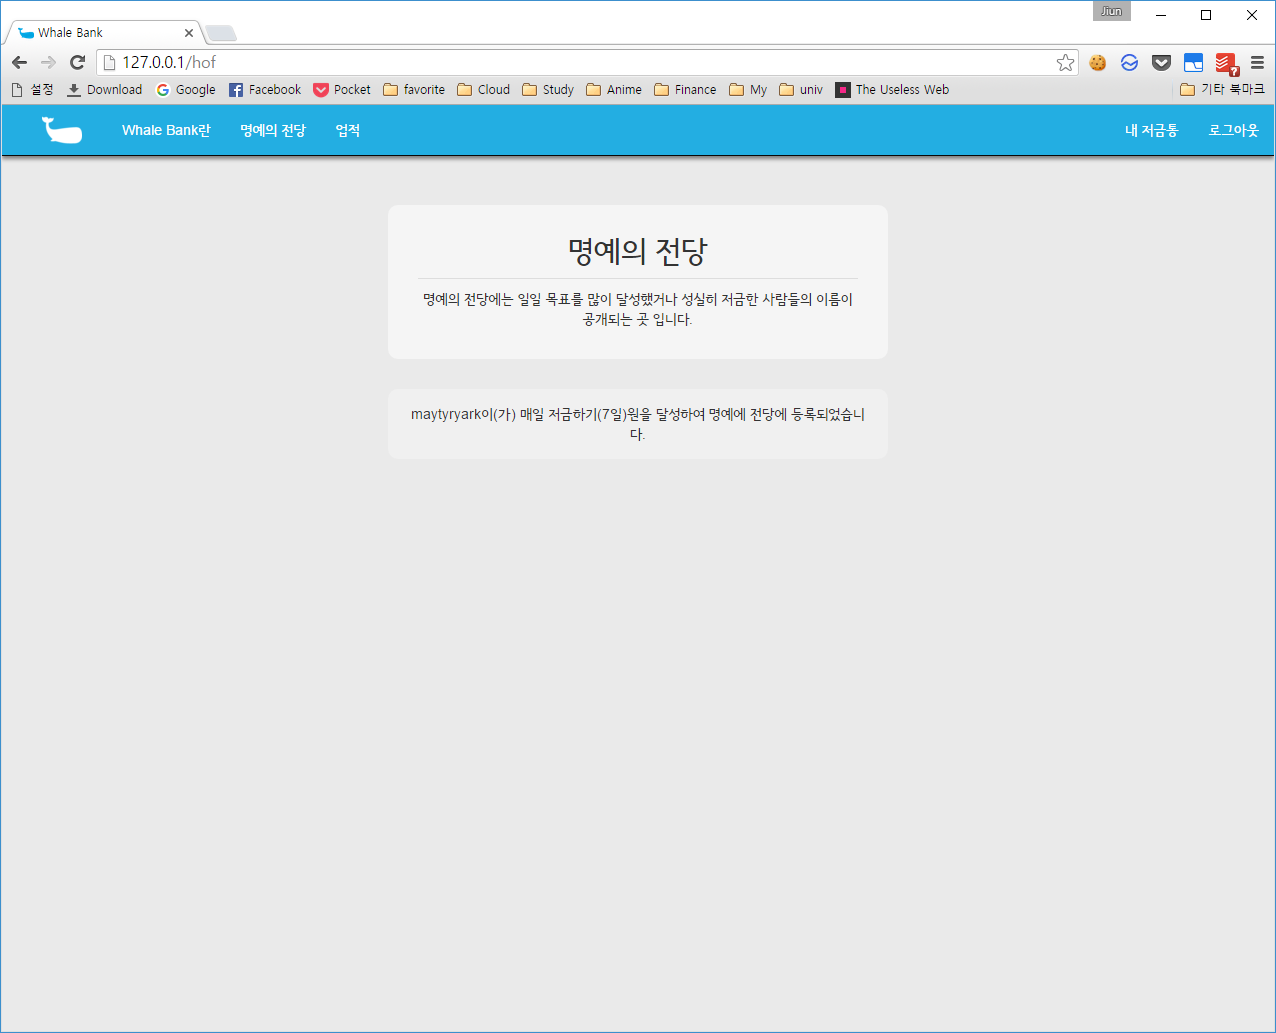 Jiun
Whale Bank
127.0.0.1/hof
설정 Download Google Facebook Pocket favorite Cloud Study Anime Finance My univ The Useless Web 기타 북마크
Whale Bank란 명예의 전당 업적 내 저금통 로그아웃
명예의 전당
명예의 전당에는 일일 목표를 많이 달성했거나 성실히 저금한 사람들의 이름이
공개되는 곳 입니다.
maytyryark이(가) 매일 저금하기(7일)원을 달성하여 명예에 전당에 등록되었습니
다.